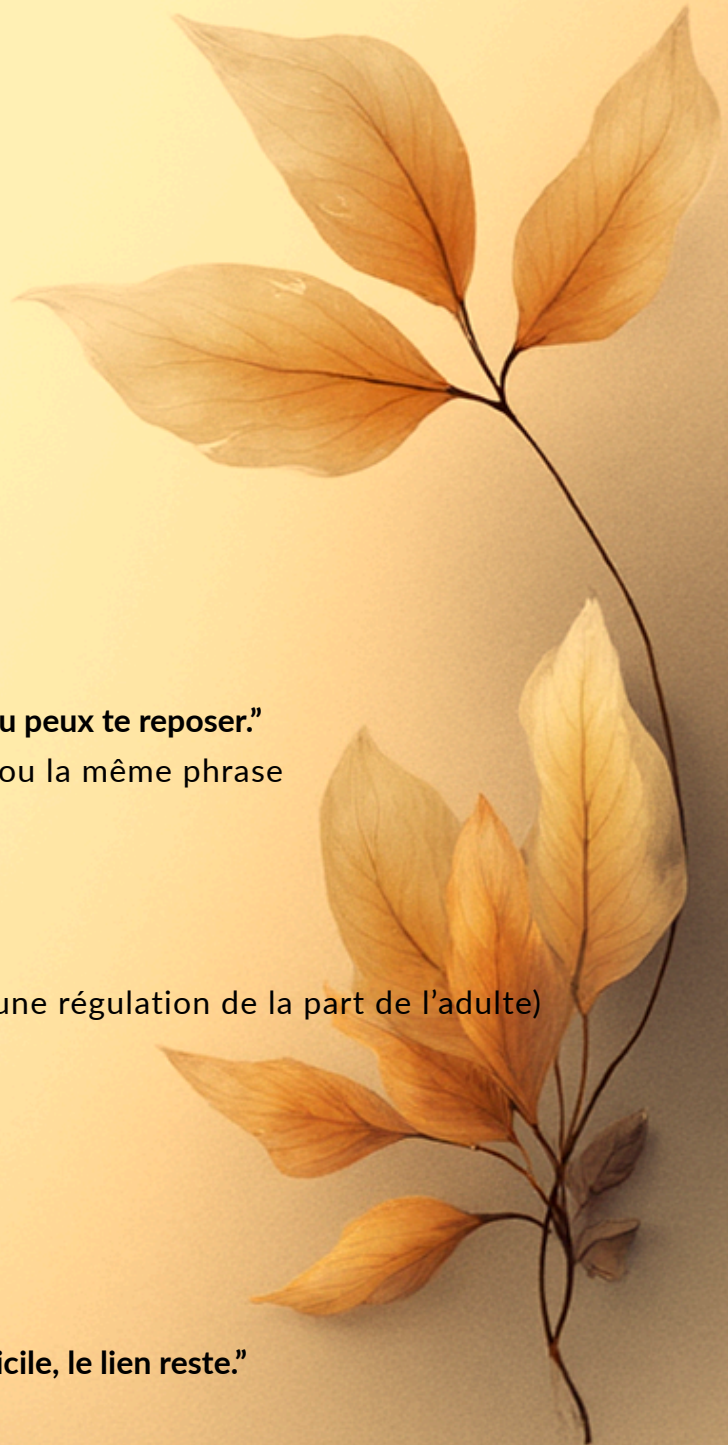 u peux te reposer.”
ou la même phrase
une régulation de la part de l’adulte)
icile, le lien reste.”